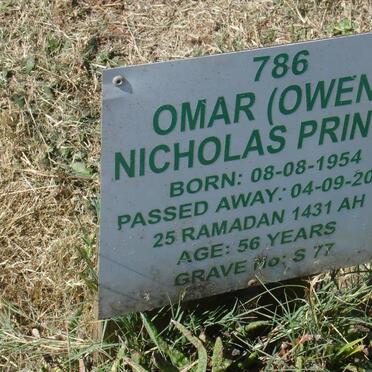 786
OMAR (OWEN
NICHOLAS PRIN
BORN: 08-08-1954
PASSED AWAY: 04-09-20
25 RAMADAN 1431 AH
AGE: 56 YEARS
GRAVE No: S 77